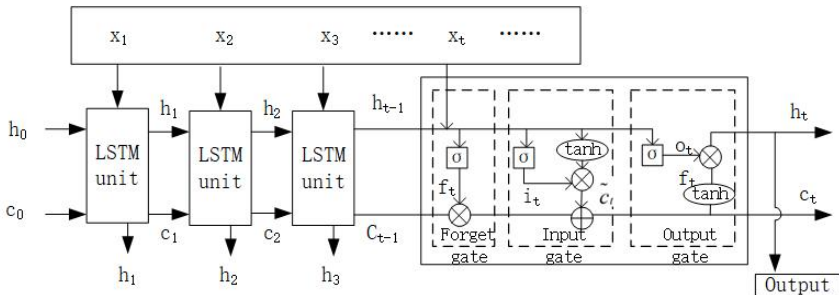 x1 x2 x3 …… xt ……
h0 h1 h2 ht-1 ht
LSTM unit
LSTM unit
LSTM unit
σ σ tanh σ ot
ft it c̃t ft tanh
c0 c1 c2 Ct-1 ct
Forget gate
Input gate
Output gate
h1 h2 h3
Output